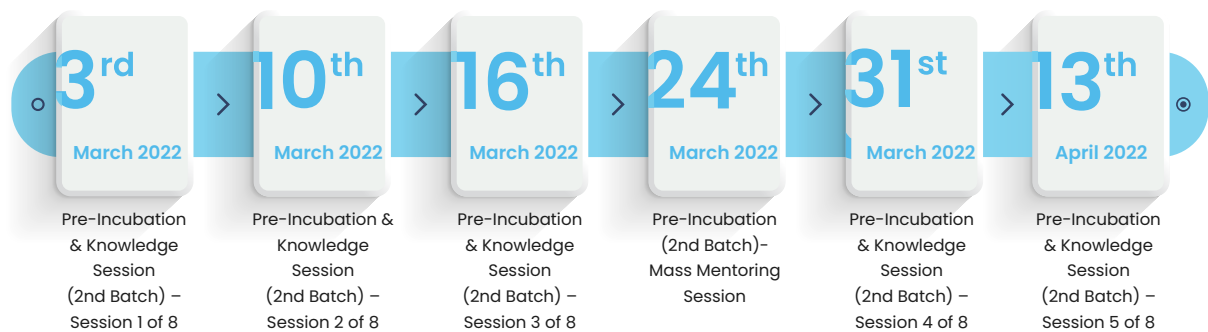 3rd
March 2022
Pre-Incubation
& Knowledge
Session
(2nd Batch) –
Session 1 of 8
10th
March 2022
Pre-Incubation &
Knowledge
Session
(2nd Batch) –
Session 2 of 8
16th
March 2022
Pre-Incubation
& Knowledge
Session
(2nd Batch) –
Session 3 of 8
24th
March 2022
Pre-Incubation
(2nd Batch)-
Mass Mentoring
Session
31st
March 2022
Pre-Incubation
& Knowledge
Session
(2nd Batch) –
Session 4 of 8
13th
April 2022
Pre-Incubation
& Knowledge
Session
(2nd Batch) –
Session 5 of 8